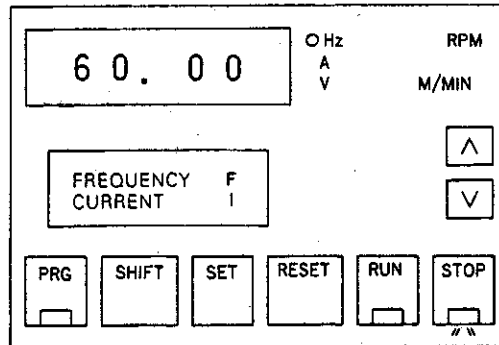 60.00
O Hz RPM
A
V M/MIN
FREQUENCY F
CURRENT I
PRG SHIFT SET RESET RUN STOP